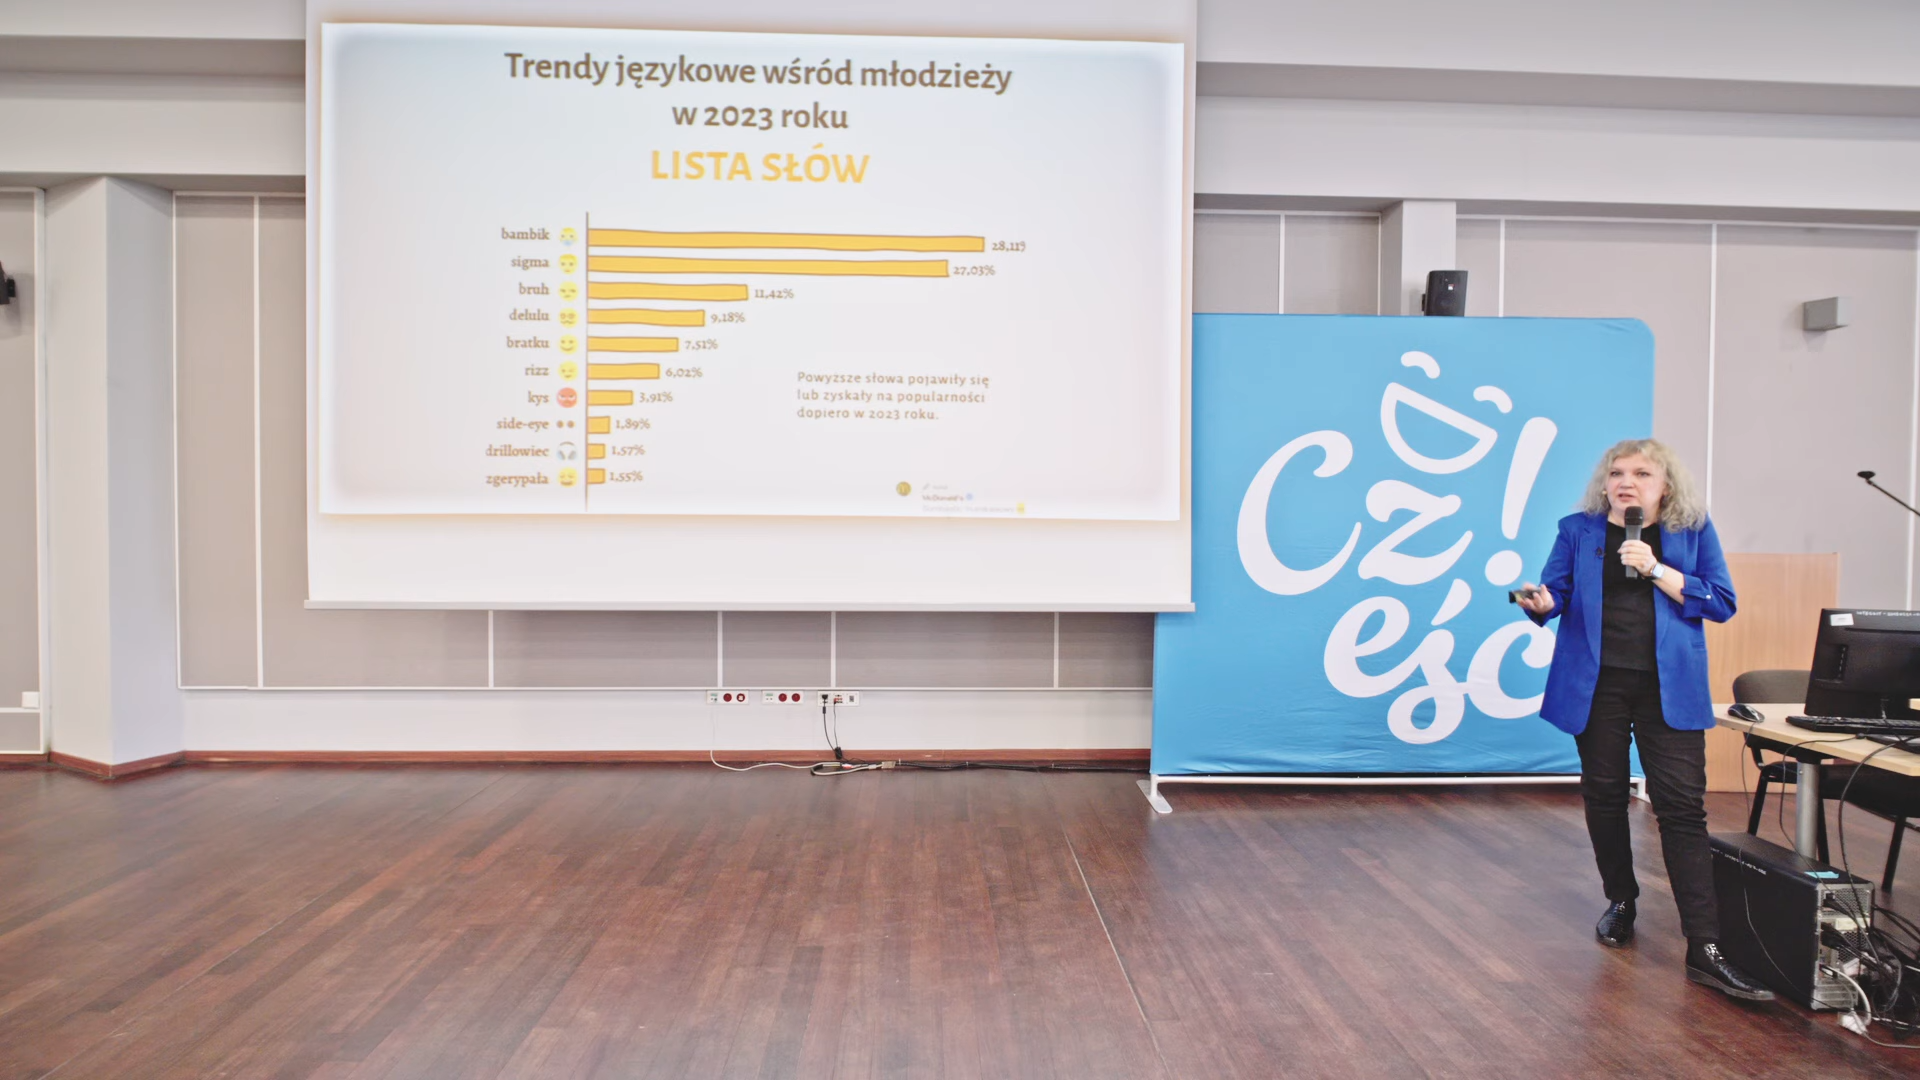 Trendy językowe wśród młodzieży
w 2023 roku
LISTA SŁÓW
bambik 28,11%
sigma 27,03%
bruh 11,42%
delulu 9,18%
bratku 7,51%
rizz 6,02%
kys 3,91%
side-eye 1,89%
drillowiec 1,57%
zgerypała 1,55%
Powyższe słowa pojawiły się
lub zyskały na popularności
dopiero w 2023 roku.
McDonald's
Cz!
eść